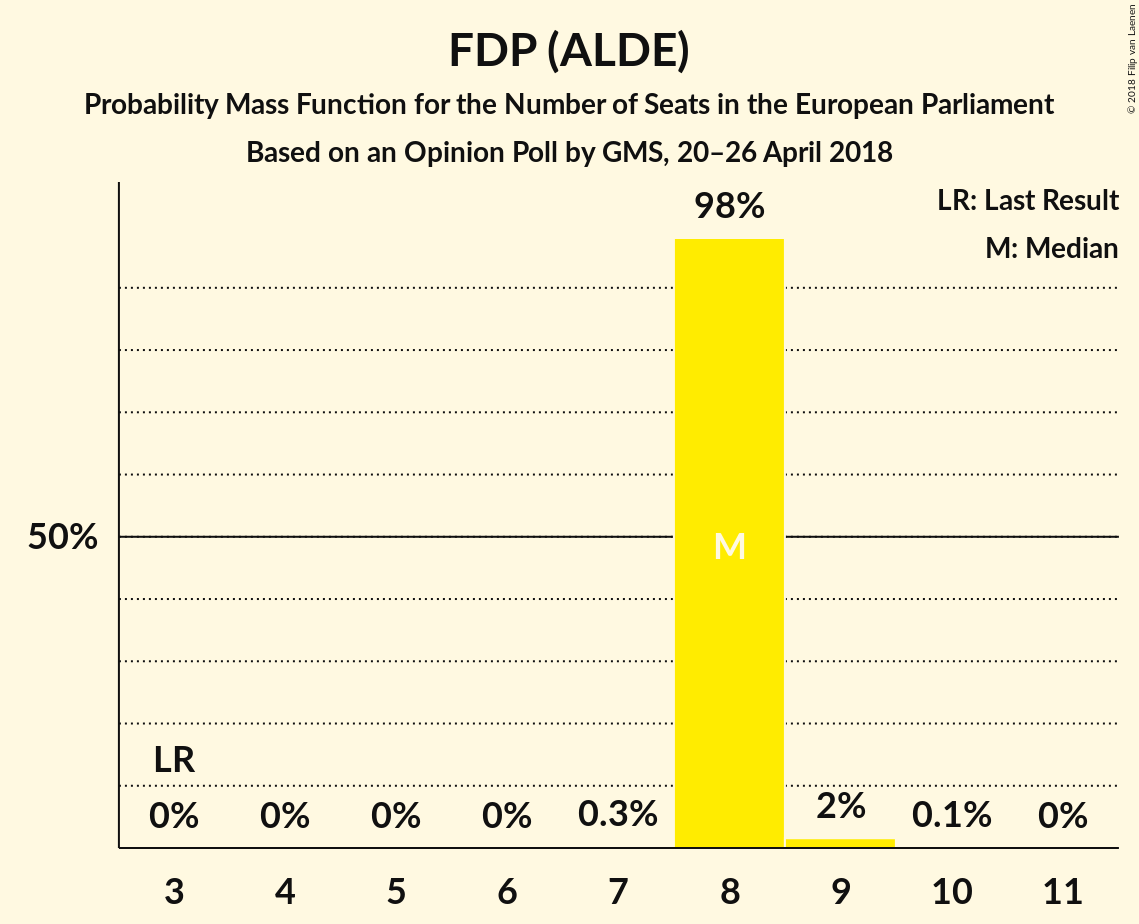 FDP (ALDE)
Probability Mass Function for the Number of Seats in the European Parliament
Based on an Opinion Poll by GMS, 20–26 April 2018
© 2018 Filip van Laenen
LR: Last Result
M: Median
98%
50%
M
LR
0% 0% 0% 0% 0.3% 2% 0.1% 0%
3 4 5 6 7 8 9 10 11